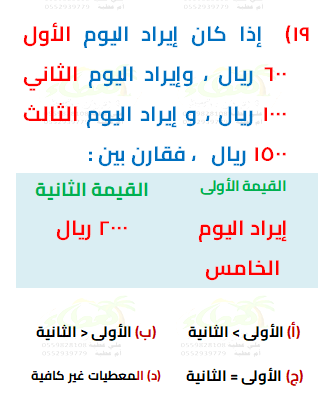 ١٩) إذا كان إيراد اليوم الأول
٦٠٠ ريال ، وإيراد اليوم الثاني
١٠٠٠ ريال ، و إيراد اليوم الثالث
١٥٠٠ ريال ، فقارن بين :
القيمة الأولى القيمة الثانية
إيراد اليوم ٢٠٠٠ ريال
الخامس
(أ) الأولى > الثانية (ب) الأولى < الثانية
(ج) الأولى = الثانية (د) المعطيات غير كافية